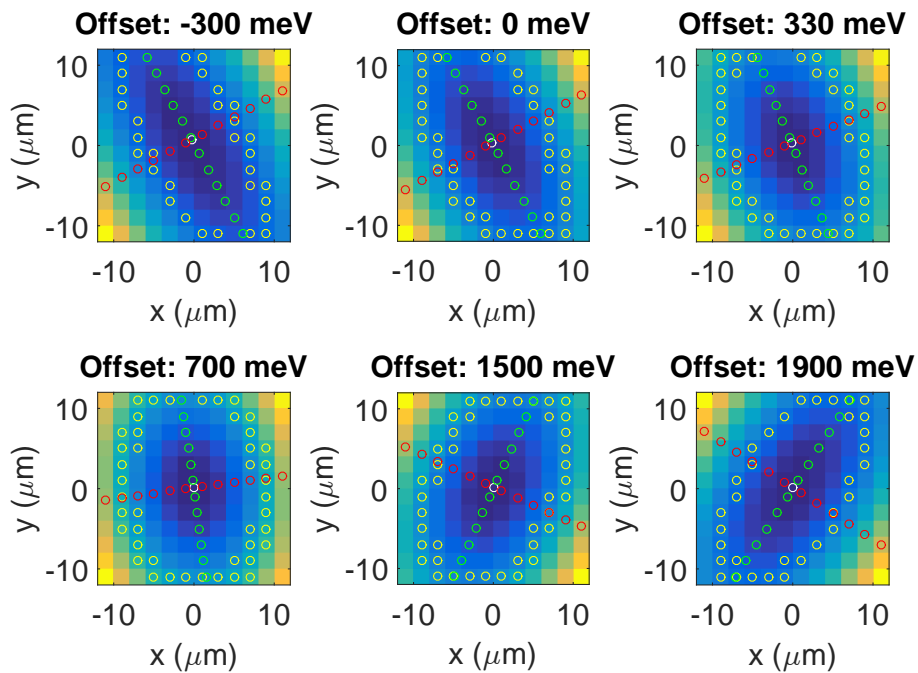 Offset: -300 meV
Offset: 0 meV
Offset: 330 meV
10
0
-10
y (μm)
-10 0 10
x (μm)
10
0
-10
y (μm)
-10 0 10
x (μm)
10
0
-10
y (μm)
-10 0 10
x (μm)
Offset: 700 meV
Offset: 1500 meV
Offset: 1900 meV
10
0
-10
y (μm)
-10 0 10
x (μm)
10
0
-10
y (μm)
-10 0 10
x (μm)
10
0
-10
y (μm)
-10 0 10
x (μm)